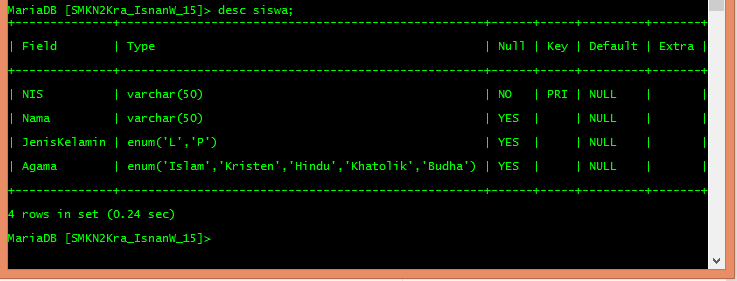 MariaDB [SMKN2Kra_IsnanW_15]> desc siswa;
+--------------+---------------------------------------------------+------+-----+---------+-------+
| Field | Type | Null | Key | Default | Extra |
+--------------+---------------------------------------------------+------+-----+---------+-------+
| NIS | varchar(50) | NO | PRI | NULL | |
| Nama | varchar(50) | YES | | NULL | |
| JenisKelamin | enum('L','P') | YES | | NULL | |
| Agama | enum('Islam','Kristen','Hindu','Khatolik','Budha') | YES | | NULL | |
+--------------+---------------------------------------------------+------+-----+---------+-------+
4 rows in set (0.24 sec)
MariaDB [SMKN2Kra_IsnanW_15]>